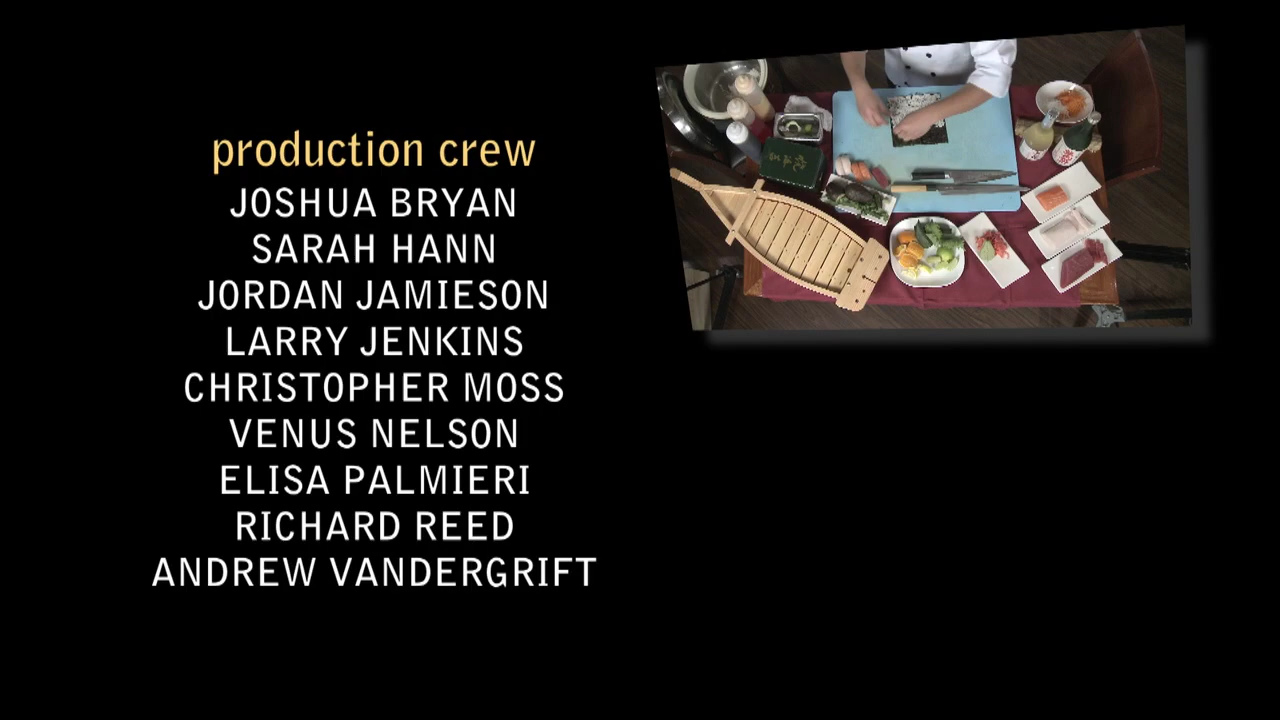 production crew
JOSHUA BRYAN
SARAH HANN
JORDAN JAMIESON
LARRY JENKINS
CHRISTOPHER MOSS
VENUS NELSON
ELISA PALMIERI
RICHARD REED
ANDREW VANDERGRIFT